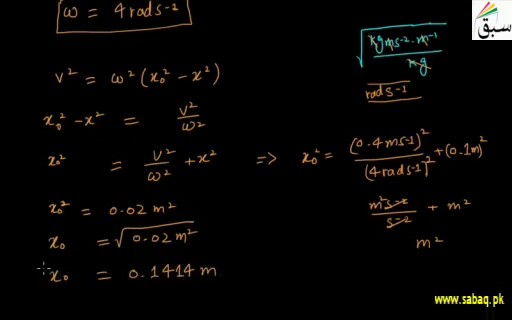 ω = 4 rads⁻²
√(kg ms⁻²·m⁻¹ / kg)
سبق
rads⁻¹
v² = ω² (x₀² - x²)
x₀² - x² = v²/ω²
x₀² = v²/ω² + x² => x₀² = (0.4 ms⁻¹)²/(4 rads⁻¹)² + (0.1m)²
x₀² = 0.02 m²
m²s⁻²/s⁻² + m²
x₀ = √0.02 m²
m²
x₀ = 0.1414 m
www.sabaq.pk